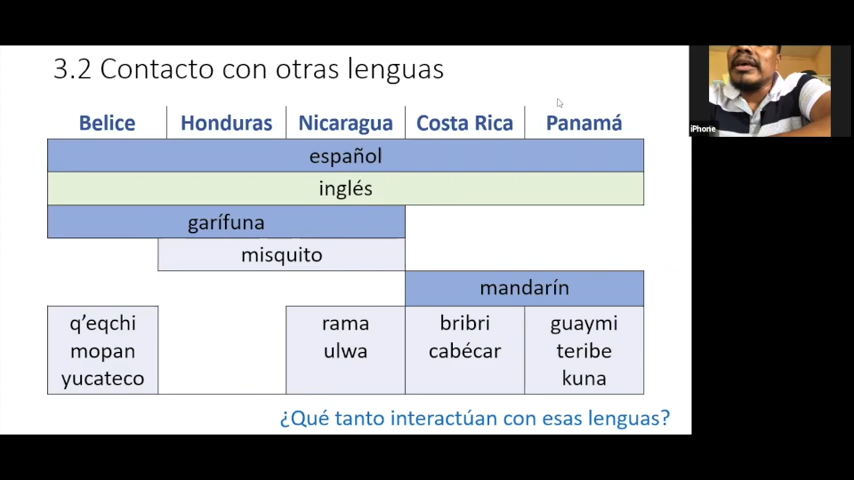 3.2 Contacto con otras lenguas
Belice Honduras Nicaragua Costa Rica Panamá
español
inglés
garífuna
misquito
mandarín
q'eqchi rama bribri guaymi
mopan ulwa cabécar teribe
yucateco kuna
¿Qué tanto interactúan con esas lenguas?
iPhone